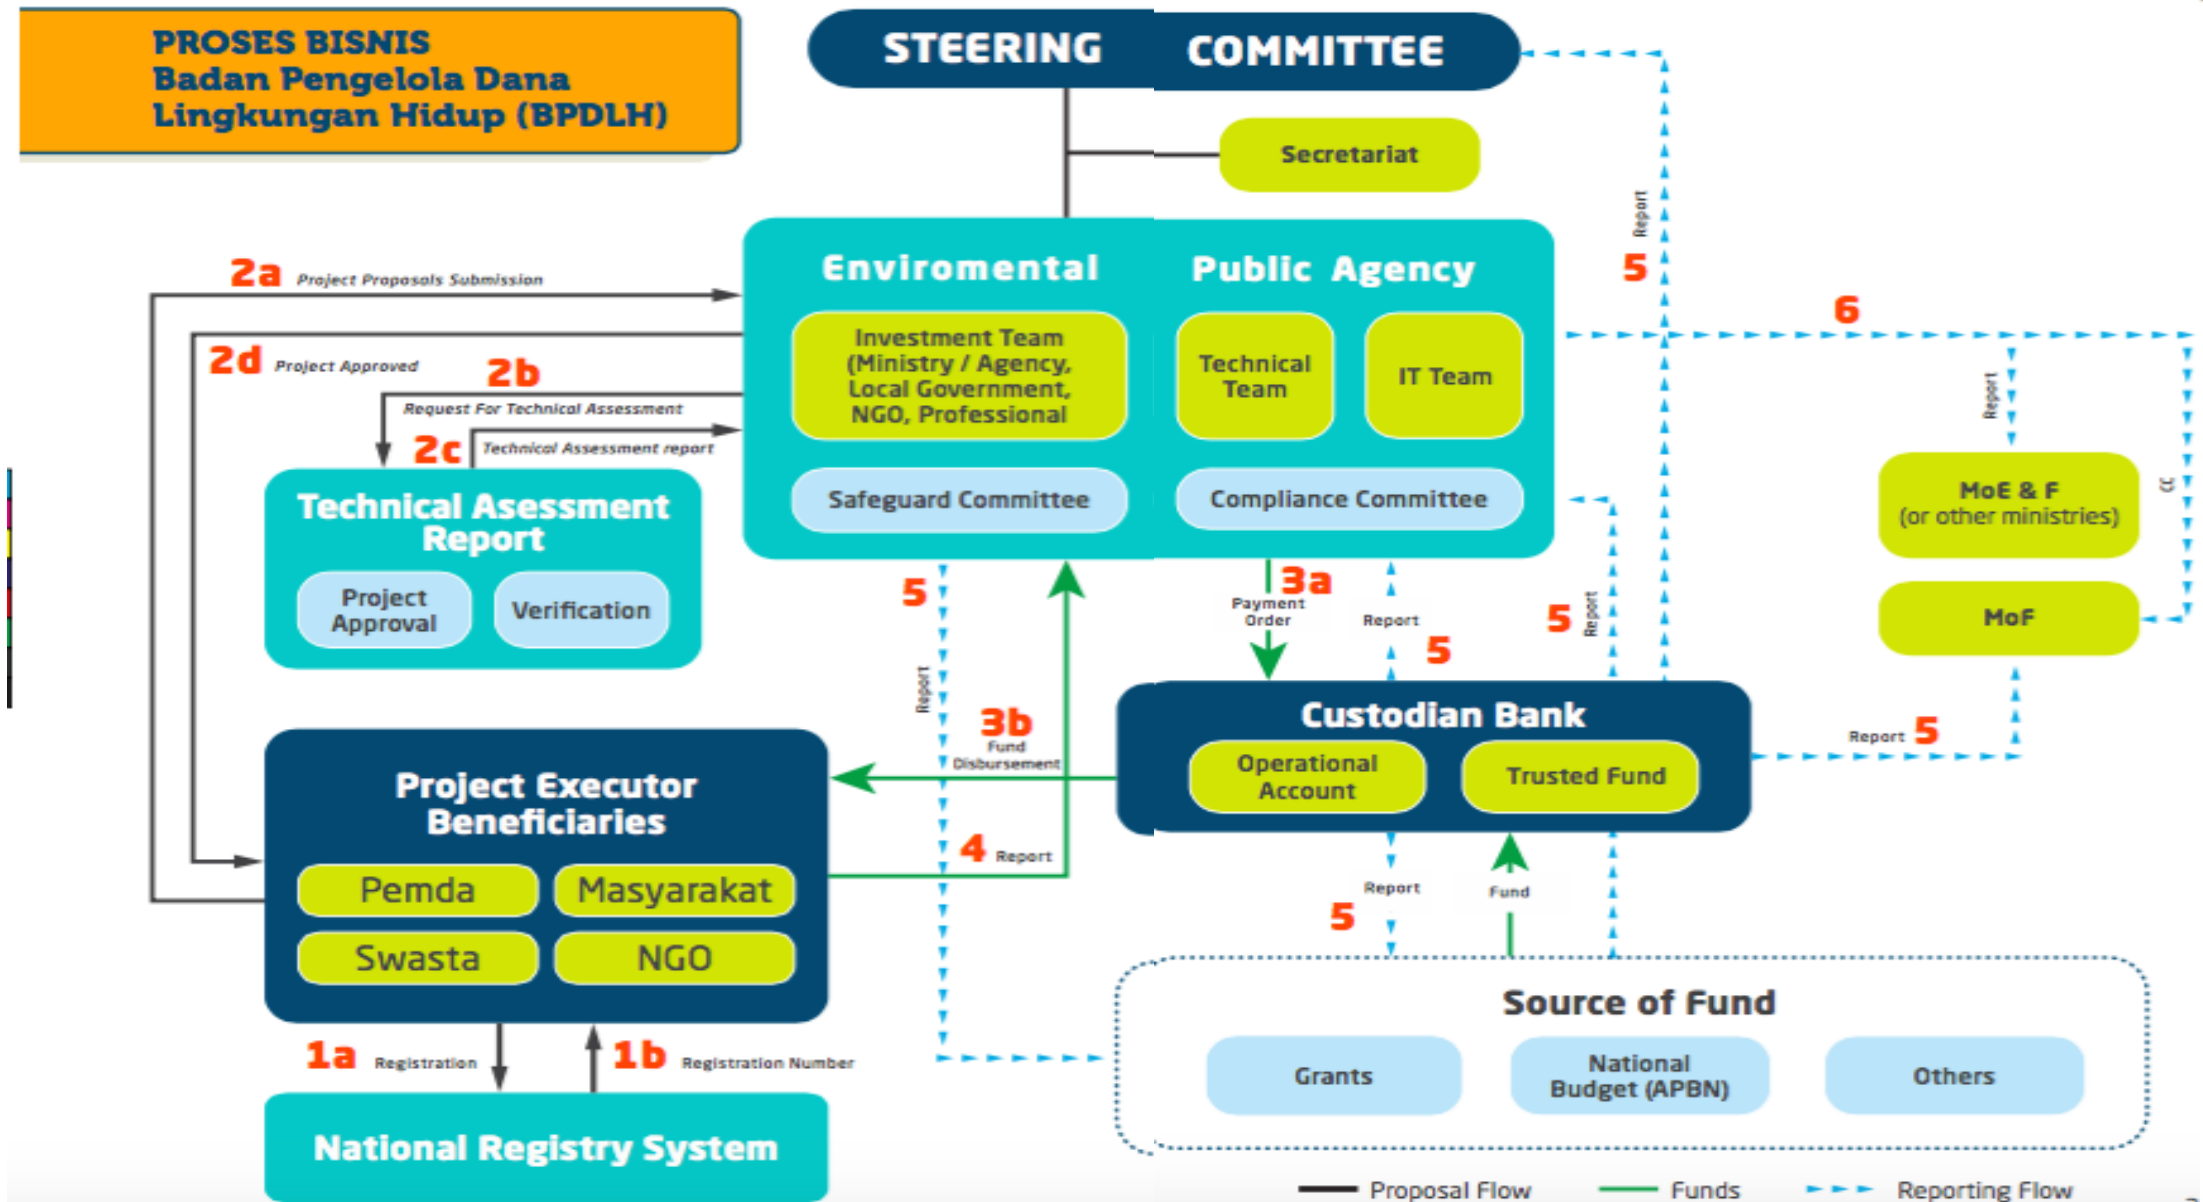 PROSES BISNIS
Badan Pengelola Dana
Lingkungan Hidup (BPDLH)
STEERING COMMITTEE
Secretariat
Enviromental Public Agency
Investment Team
(Ministry / Agency,
Local Government,
NGO, Professional
Technical
Team
IT Team
Safeguard Committee
Compliance Committee
2a Project Proposals Submission
2d Project Approved
2b
Request For Technical Assessment
2c Technical Assessment report
Technical Asessment
Report
Project
Approval
Verification
5
Report
6
Report
CC
MoE & F
(or other ministries)
MoF
5
Report
3a
Payment
Order
Report
5
5
Report
3b
Fund
Disbursement
4 Report
Custodian Bank
Operational
Account
Trusted Fund
Report 5
Project Executor
Beneficiaries
Pemda
Masyarakat
Swasta
NGO
Report
5
Fund
1a Registration
1b Registration Number
National Registry System
Source of Fund
Grants
National
Budget (APBN)
Others
Proposal Flow
Funds
Reporting Flow